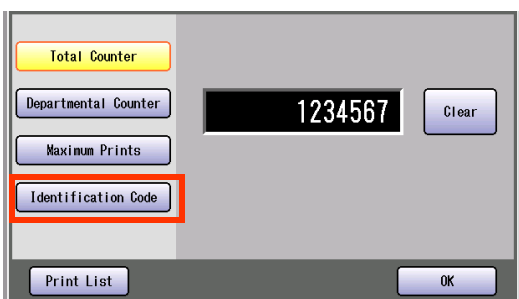 Total Counter
Departmental Counter
1234567
Clear
Maximum Prints
Identification Code
Print List
OK